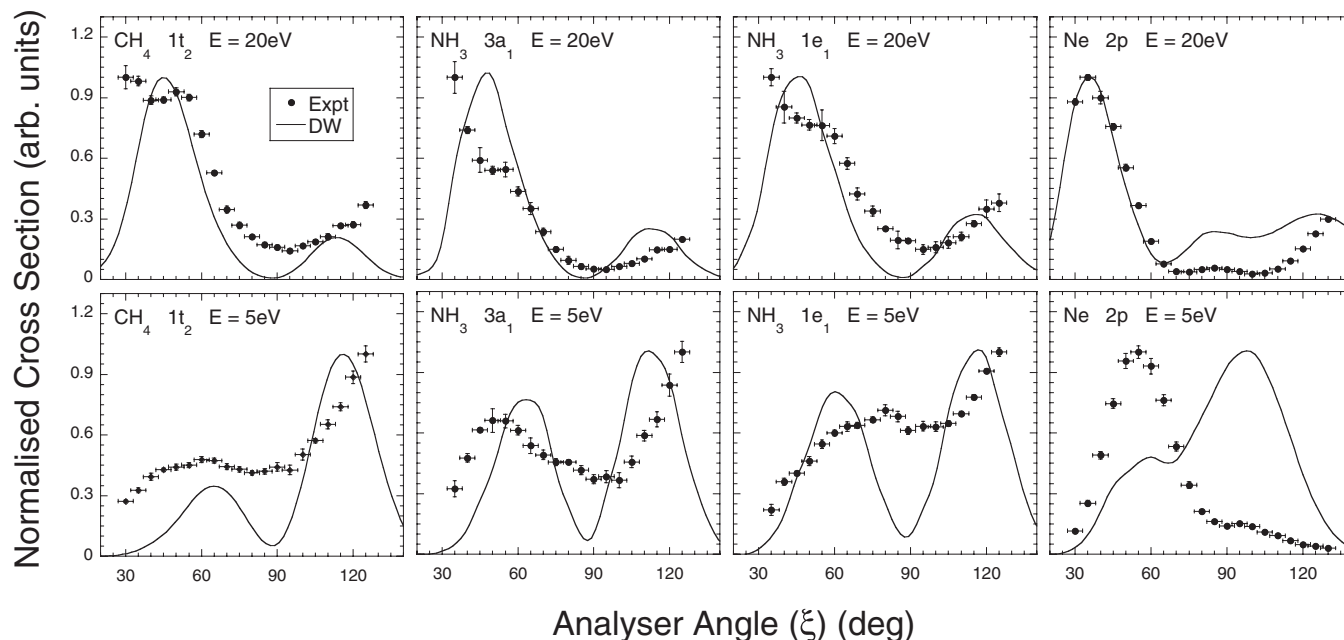 Normalised Cross Section (arb. units)
1.2
0.9
0.6
0.3
0
CH₄ 1t₂ E = 20eV
Expt
DW
NH₃ 3a₁ E = 20eV
NH₃ 1e₁ E = 20eV
Ne 2p E = 20eV
1.2
0.9
0.6
0.3
0
CH₄ 1t₂ E = 5eV
NH₃ 3a₁ E = 5eV
NH₃ 1e₁ E = 5eV
Ne 2p E = 5eV
30 60 90 120
30 60 90 120
30 60 90 120
30 60 90 120
Analyser Angle (ξ) (deg)